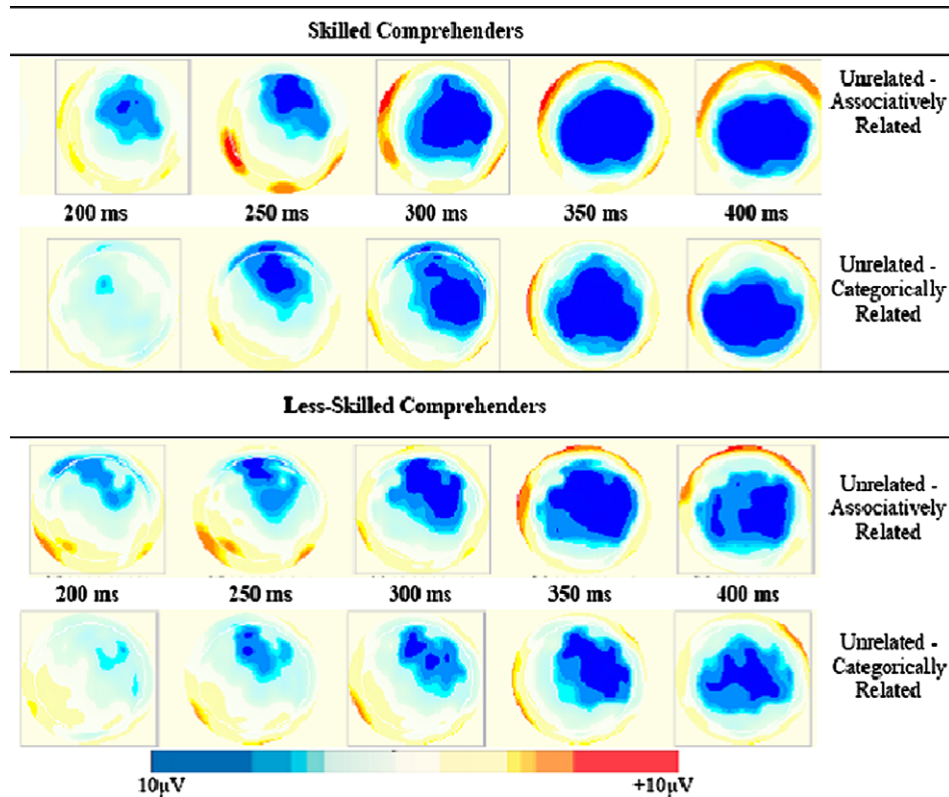 Skilled Comprehenders
Unrelated -
Associatively
Related
200 ms
250 ms
300 ms
350 ms
400 ms
Unrelated -
Categorically
Related
Less-Skilled Comprehenders
Unrelated -
Associatively
Related
200 ms
250 ms
300 ms
350 ms
400 ms
Unrelated -
Categorically
Related
10µV
+10µV